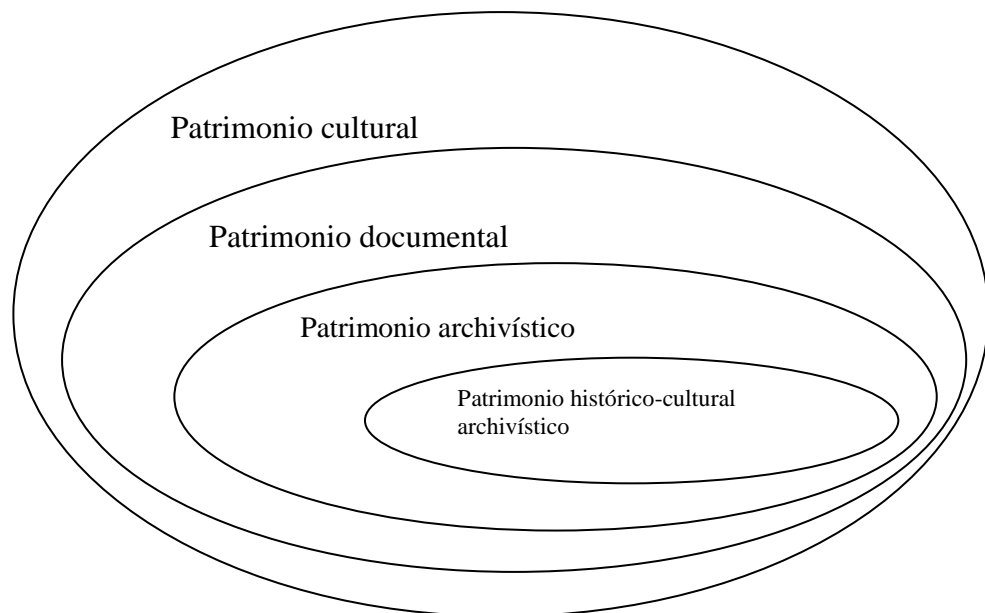 Patrimonio cultural
Patrimonio documental
Patrimonio archivístico
Patrimonio histórico-cultural
archivístico